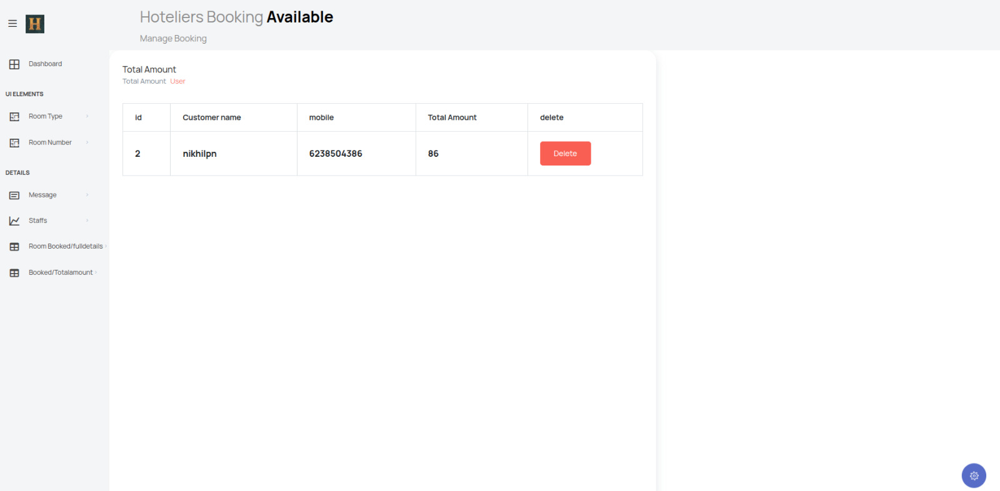 H
Hoteliers Booking Available
Manage Booking
Dashboard
UI ELEMENTS
Room Type
Room Number
DETAILS
Message
Staffs
Room Booked/fulldetails
Booked/Totalamount
Total Amount
Total Amount User
id Customer name mobile Total Amount delete
2 nikhilpn 6238504386 86 Delete